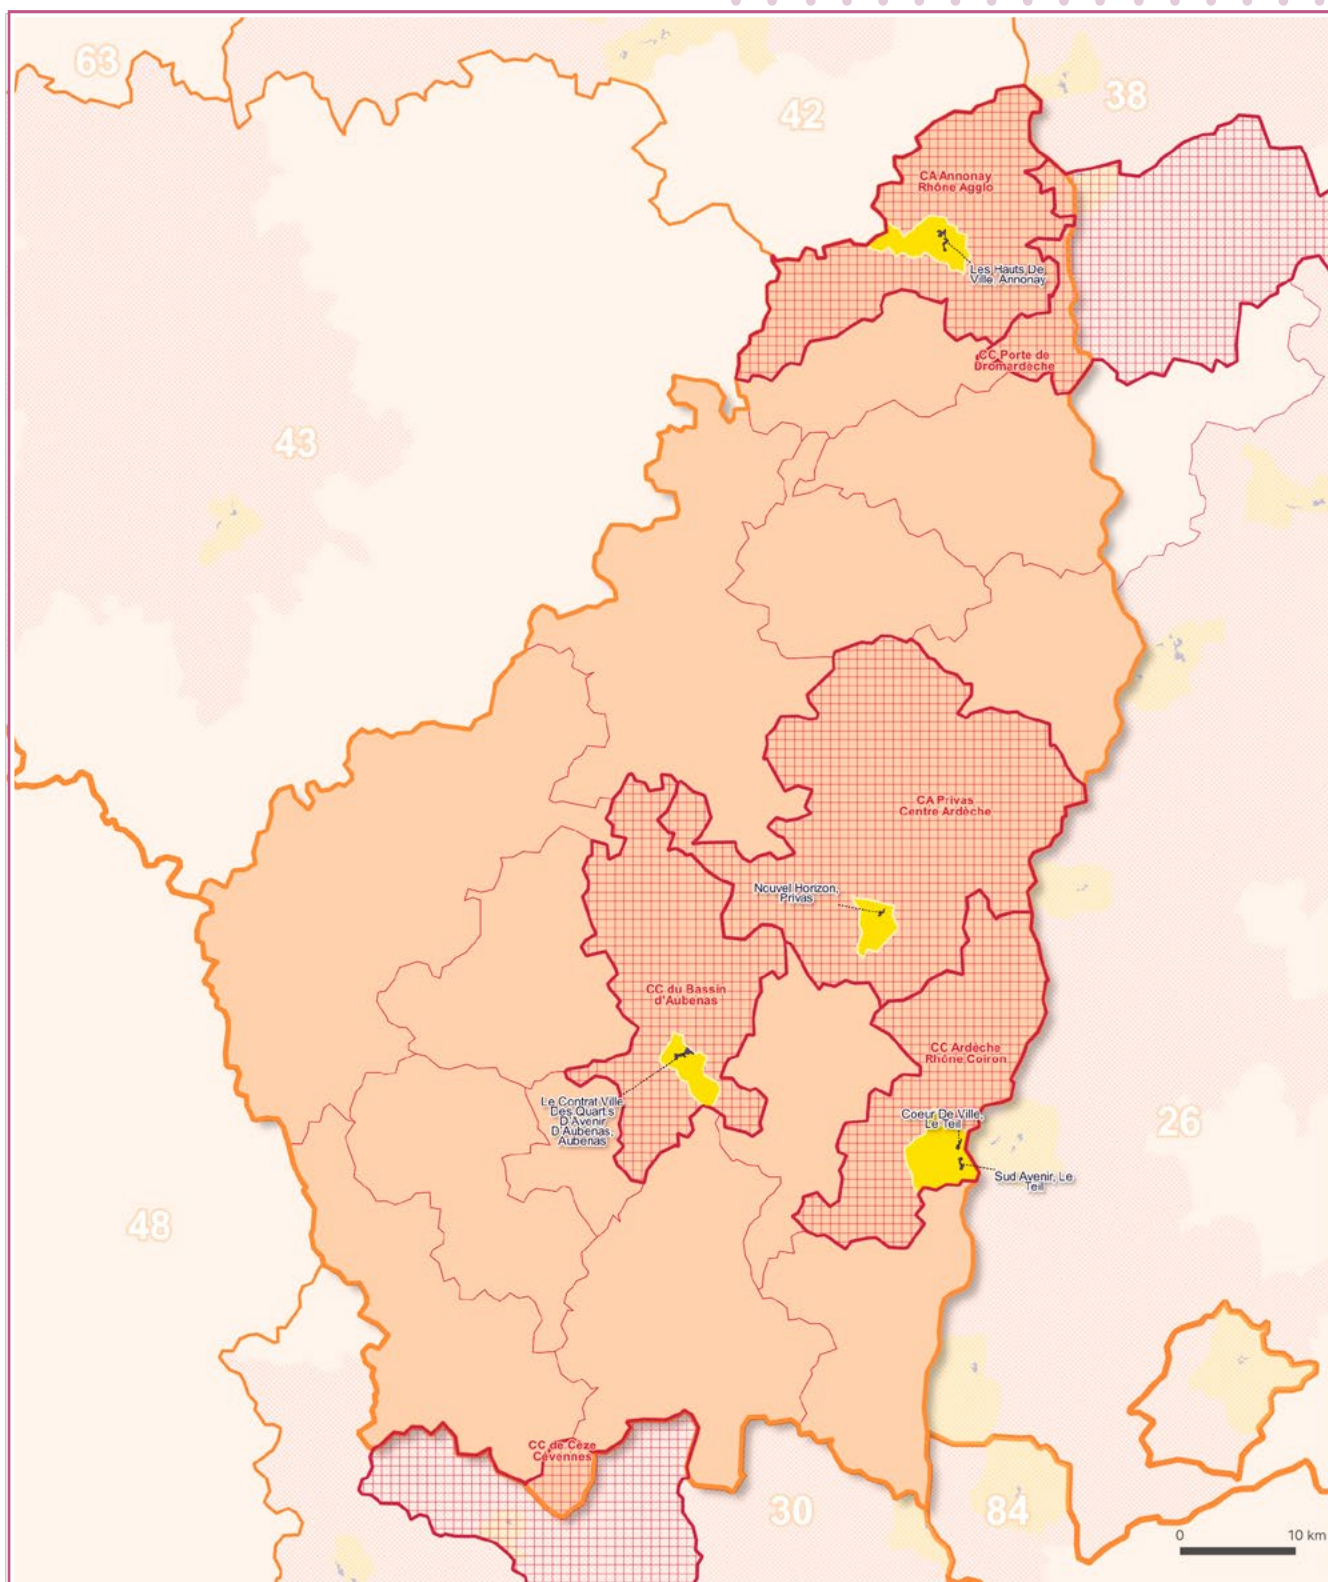 63
42
38
CA Annonay
Rhône Agglo
Les Hauts De
Ville, Annonay
CC Porte de
Dromardèche
43
CA Privas
Centre Ardèche
Nouvel Horizon,
Privas
CC du Bassin
d'Aubenas
CC Ardèche
Rhône Coiron
Le Contrat Ville
Des Quart.s
D'Avenir
D'Aubenas,
Aubenas
Coeur De Ville,
Le Teil
Sud Avenir, Le
Teil
26
48
CC de Cèze
Cévennes
30
84
0 10 km